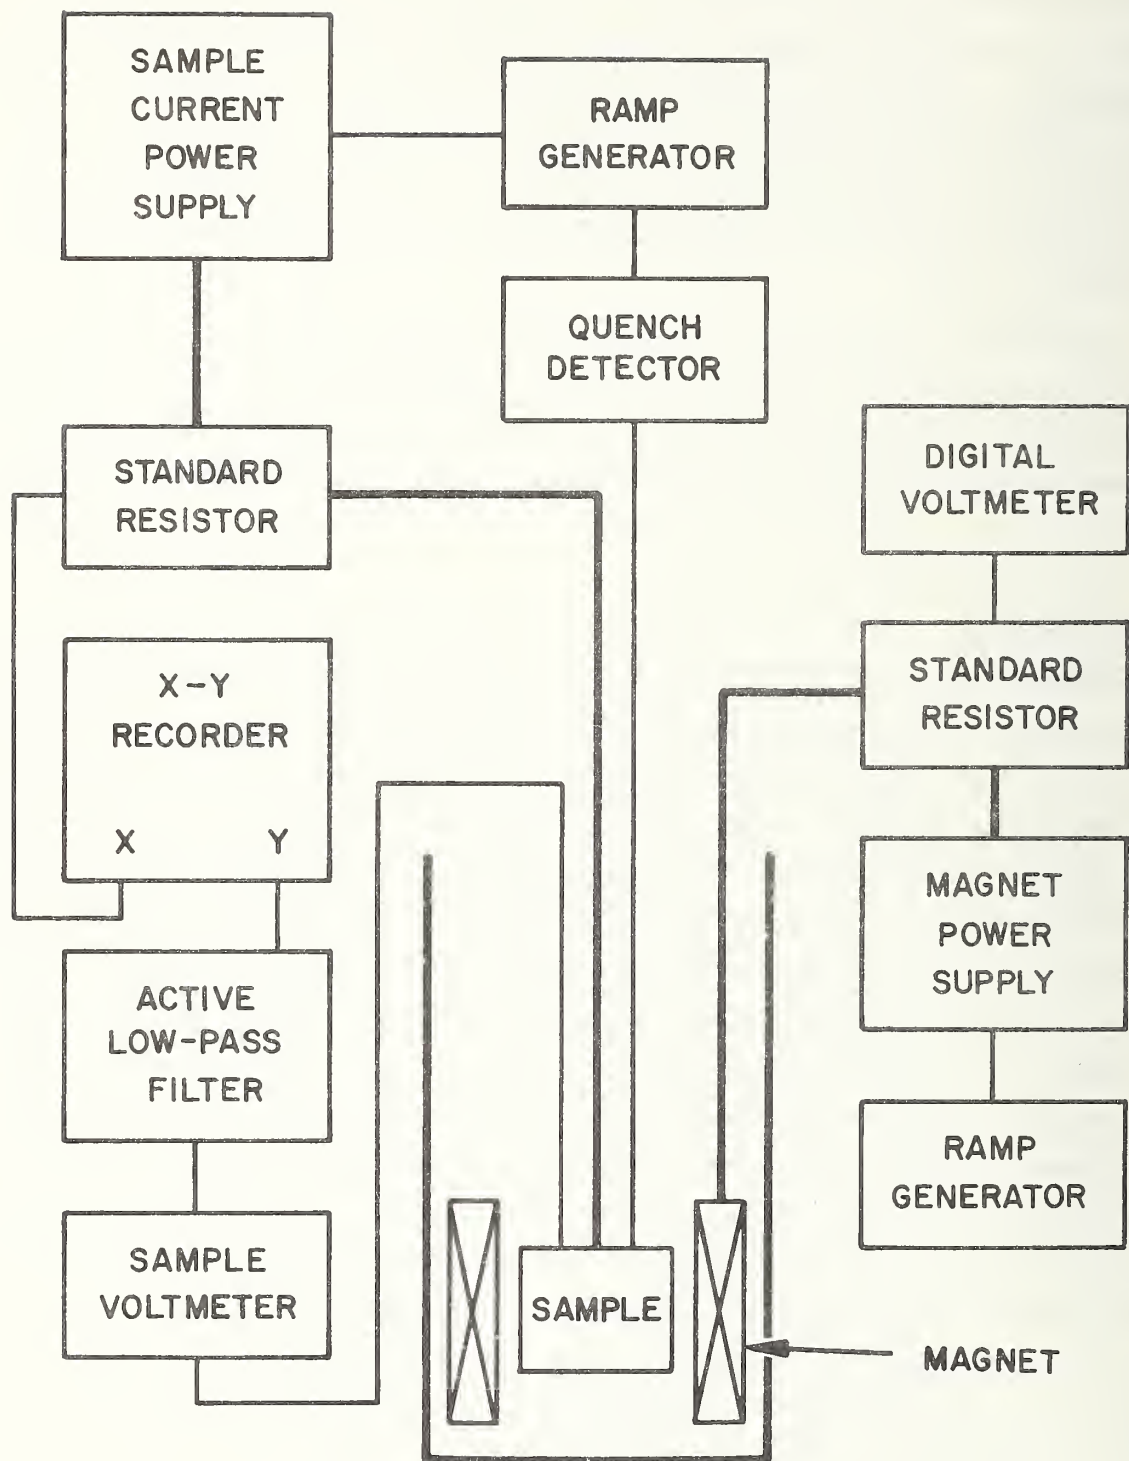 SAMPLE
CURRENT
POWER
SUPPLY
RAMP
GENERATOR
QUENCH
DETECTOR
STANDARD
RESISTOR
DIGITAL
VOLTMETER
STANDARD
RESISTOR
X-Y
RECORDER
X Y
MAGNET
POWER
SUPPLY
ACTIVE
LOW-PASS
FILTER
RAMP
GENERATOR
SAMPLE
VOLTMETER
SAMPLE
MAGNET